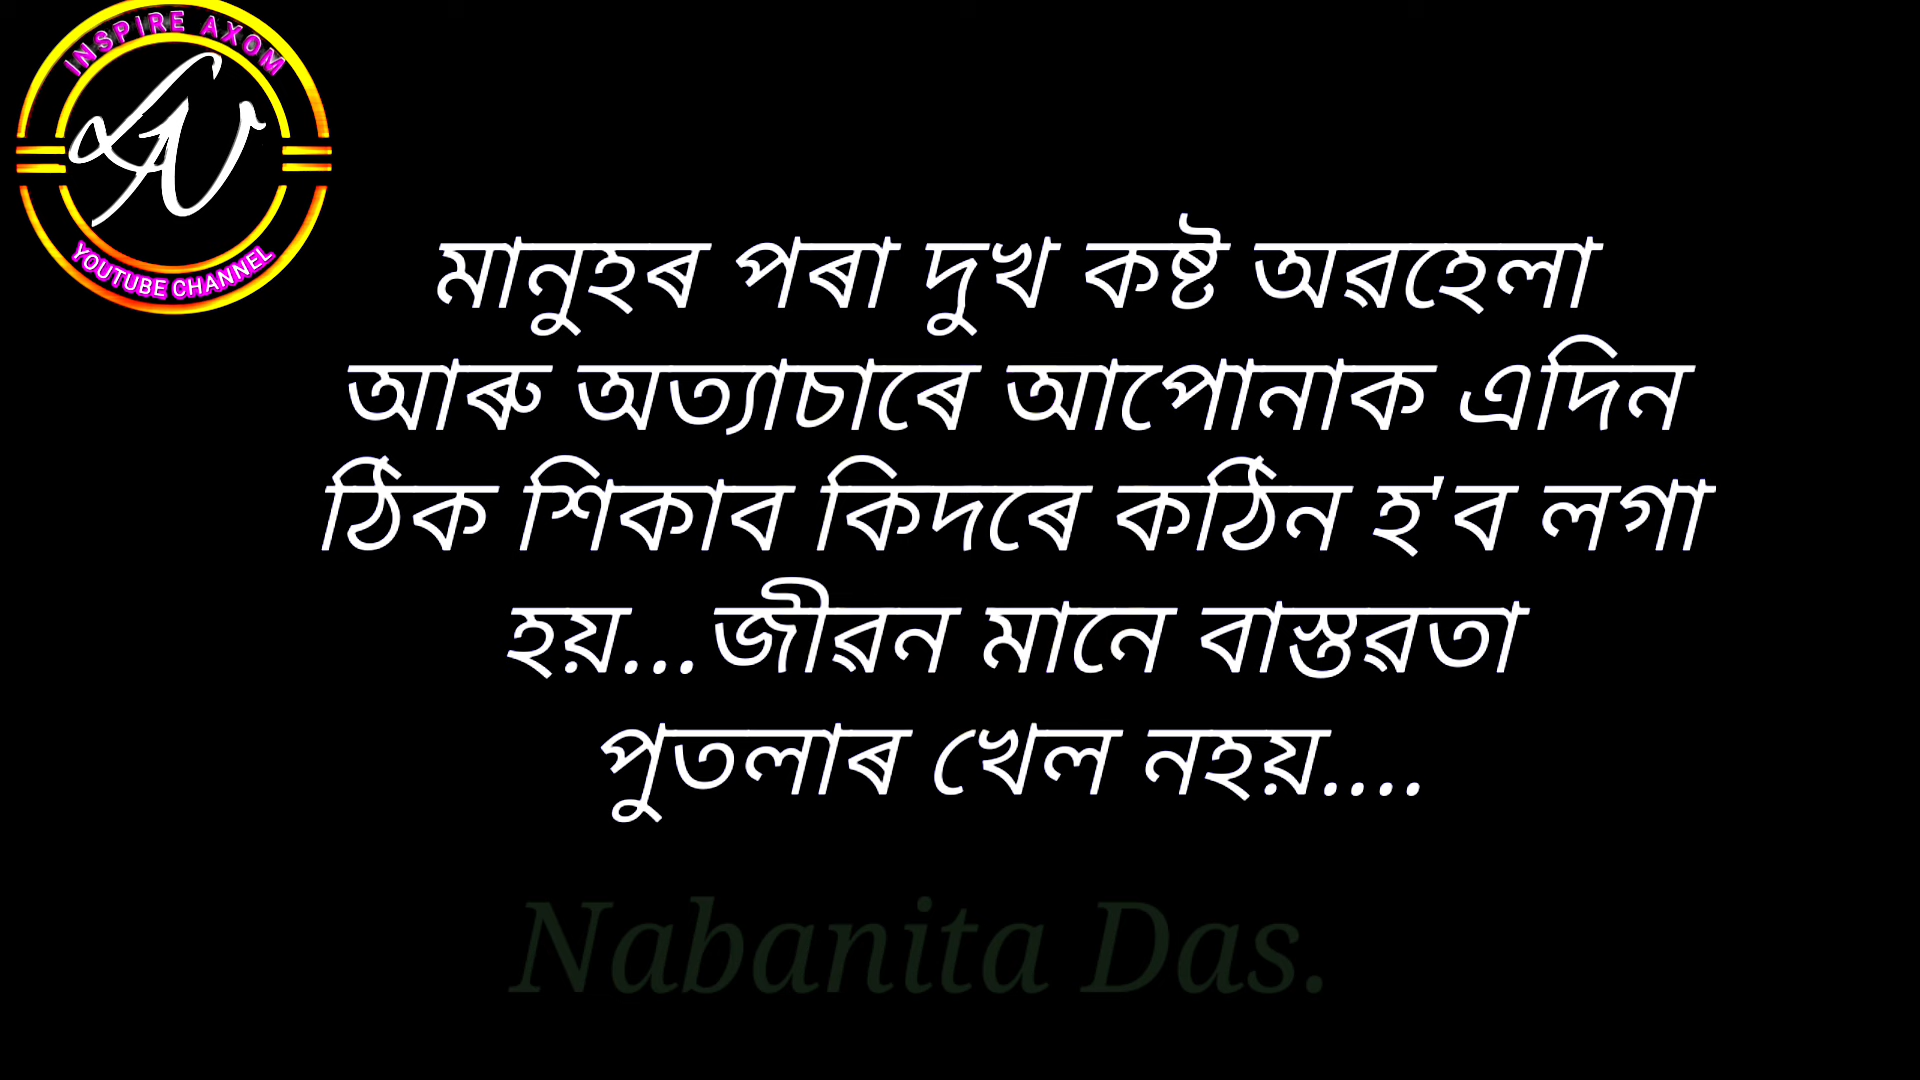 INSPIRE AXOM
YOUTUBE CHANNEL
মানুহৰ পৰা দুখ কষ্ট অৱহেলা
আৰু অত্যাচাৰে আপোনাক এদিন
ঠিক শিকাব কিদৰে কঠিন হ'ব লগা
হয়...জীৱন মানে বাস্তৱতা
পুতলাৰ খেল নহয়....
Nabanita Das.